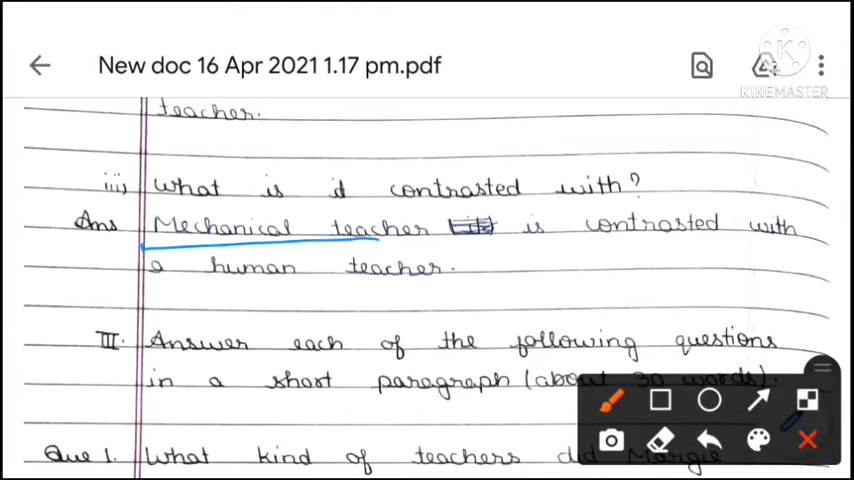 New doc 16 Apr 2021 1.17 pm.pdf
KINEMASTER
teacher.
iii) What is it contrasted with?
Ans Mechanical teacher is contrasted with
a human teacher.
III. Answer each of the following questions
in a short paragraph (about 30 words).
Que 1. What kind of teachers did Margie